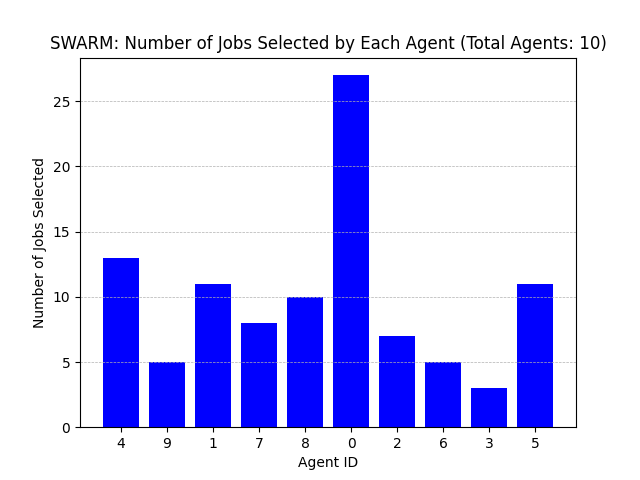 SWARM: Number of Jobs Selected by Each Agent (Total Agents: 10)
Number of Jobs Selected
25
20
15
10
5
0
4 9 1 7 8 0 2 6 3 5
Agent ID